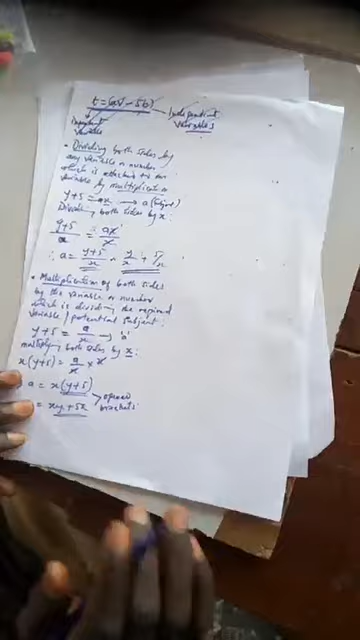 t = (av - 5b)
Independent
Variables
Variable
• Dividing both sides by
any variable or number
which is attached to our
variable by multiplication
y+5 = ax → a (subject)
Dividing both sides by x:
y+5/x = ax/x
∴ a = y+5/x or y/x + 5/x
• Multiplication of both sides
by the variable or number
which is dividing the required
variable / potential subject:
y+5 = a/x → 'a'
multiplying both sides by x:
x(y+5) = a/x × x
a = x(y+5) > opened
= xy + 5x brackets